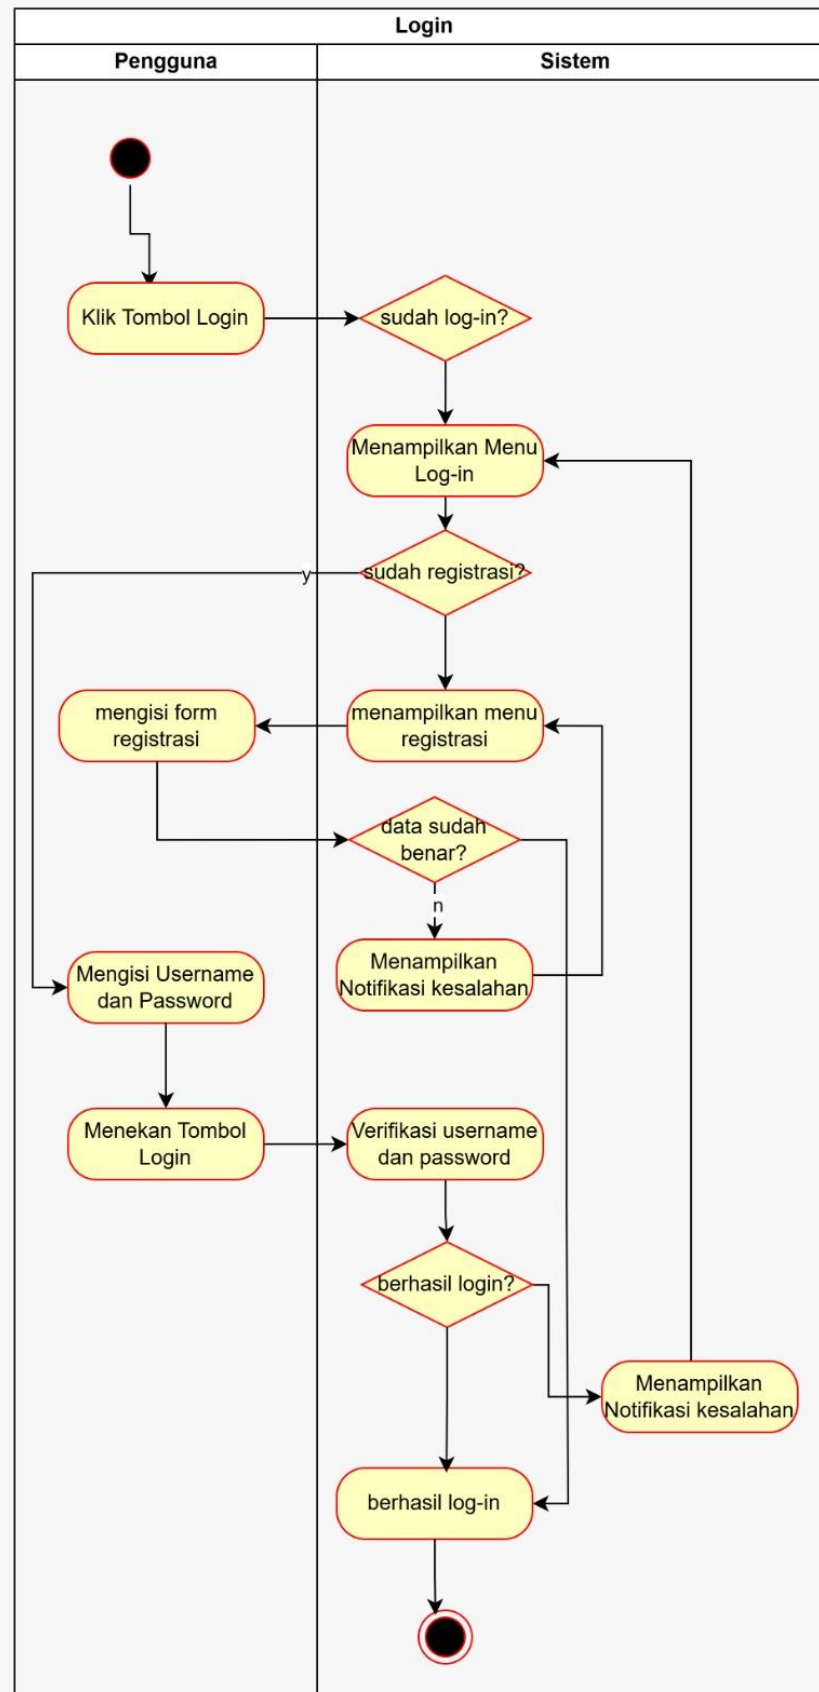 Login
Pengguna
Sistem
Klik Tombol Login
sudah log-in?
Menampilkan Menu
Log-in
y
sudah registrasi?
mengisi form
registrasi
menampilkan menu
registrasi
data sudah
benar?
n
Mengisi Username
dan Password
Menampilkan
Notifikasi kesalahan
Menekan Tombol
Login
Verifikasi username
dan password
berhasil login?
Menampilkan
Notifikasi kesalahan
berhasil log-in